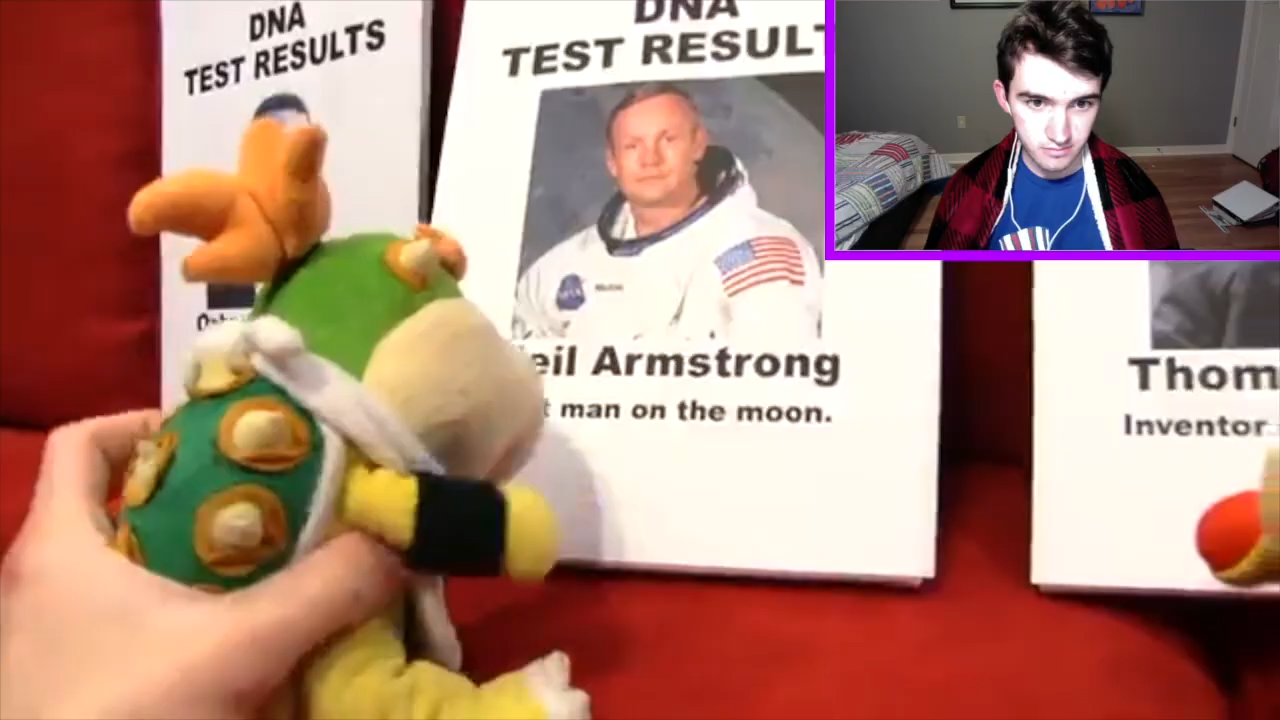 DNA
TEST RESULTS
DNA
TEST RESULT
eil Armstrong
t man on the moon.
Thom
Inventor